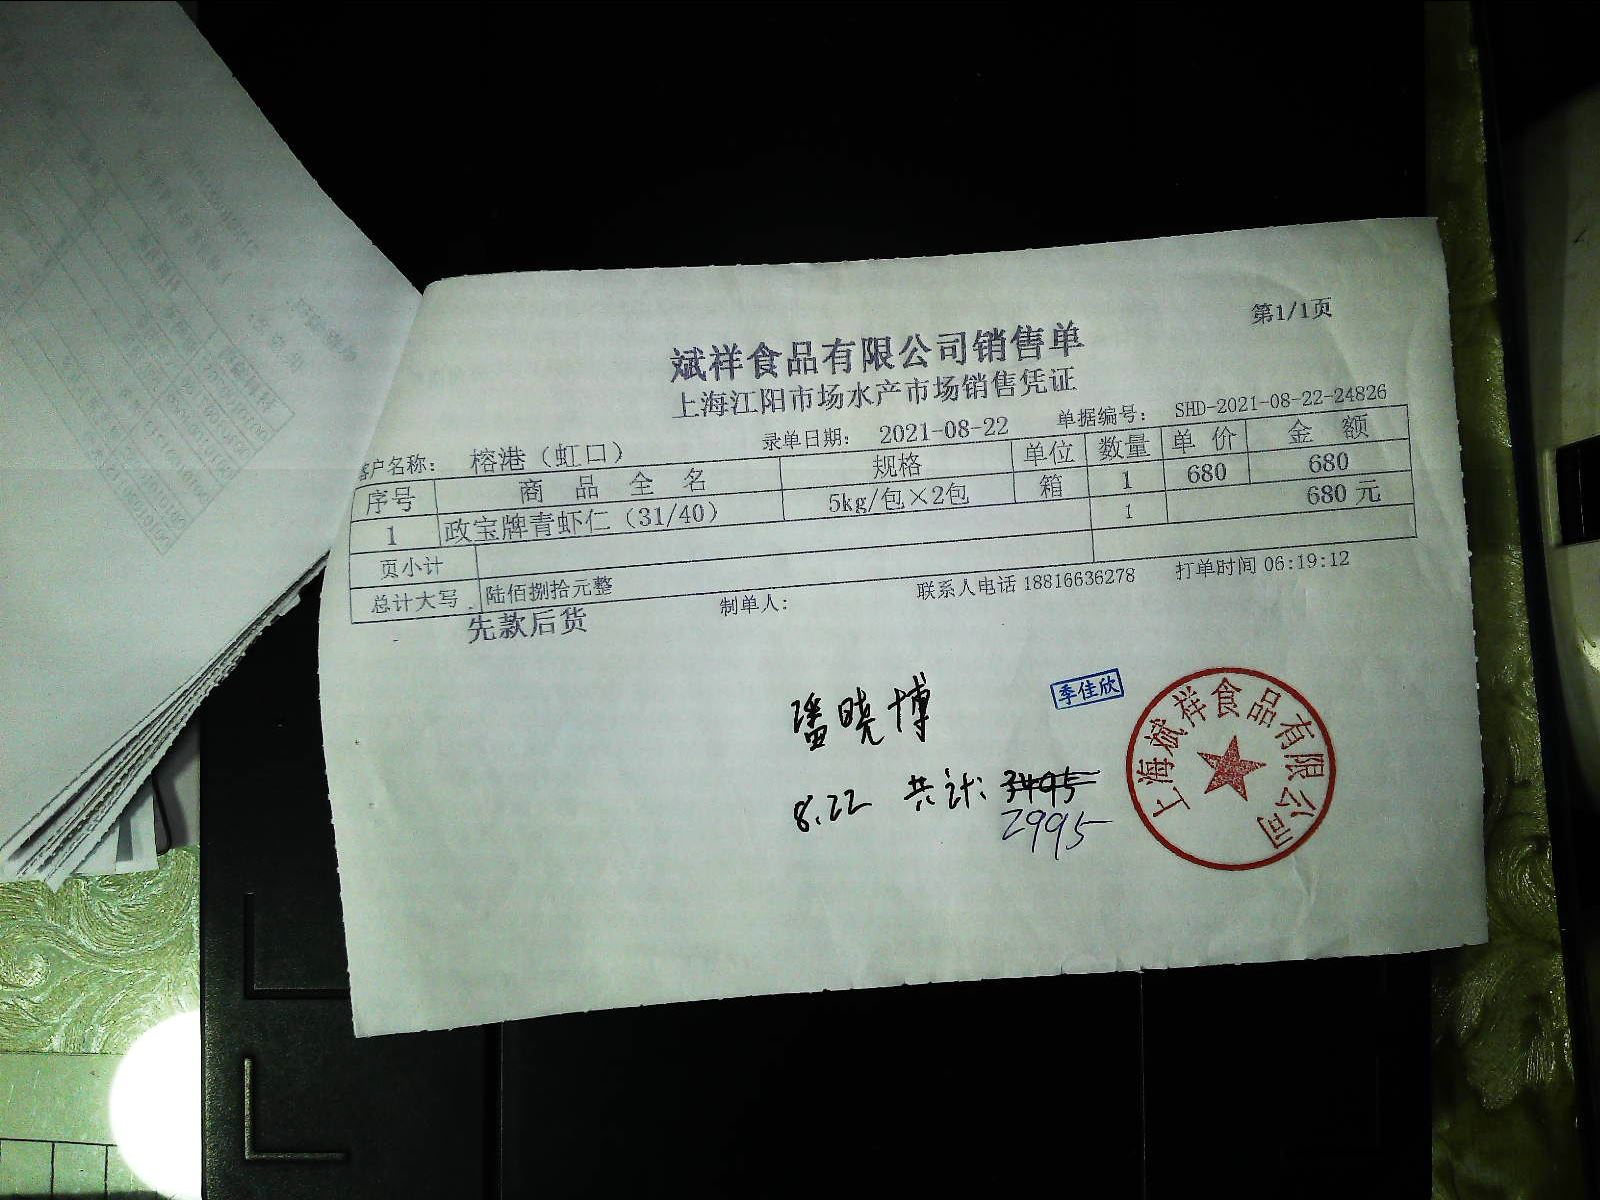 第1/1页
斌祥食品有限公司销售单
上海江阳市场水产市场销售凭证
客户名称: 榕港（虹口） 录单日期: 2021-08-22 单据编号: SHD-2021-08-22-24826
序号 商品全名 规格 单位 数量 单价 金额
1 政宝牌青虾仁（31/40） 5kg/包×2包 箱 1 680 680
页小计 1 680元
总计大写 陆佰捌拾元整
先款后货 制单人: 联系人电话 18816636278 打单时间 06:19:12
季佳欣
潘晓博
8.22 共计: 3495
2995
上海斌祥食品有限公司